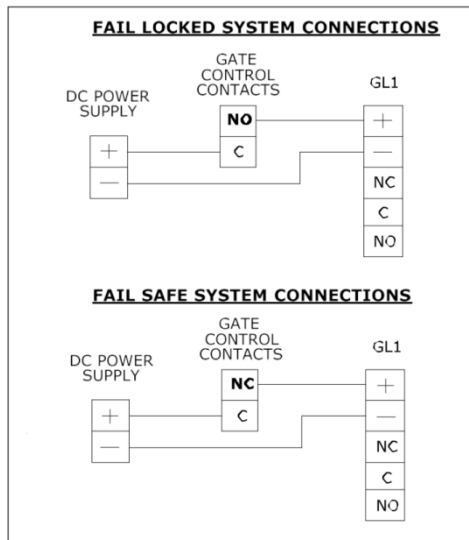 FAIL LOCKED SYSTEM CONNECTIONS
GATE
CONTROL
CONTACTS
GL1
DC POWER
SUPPLY
NO
+
+
C
—
—
NC
C
NO
FAIL SAFE SYSTEM CONNECTIONS
GATE
CONTROL
CONTACTS
GL1
DC POWER
SUPPLY
NC
+
+
C
—
—
NC
C
NO